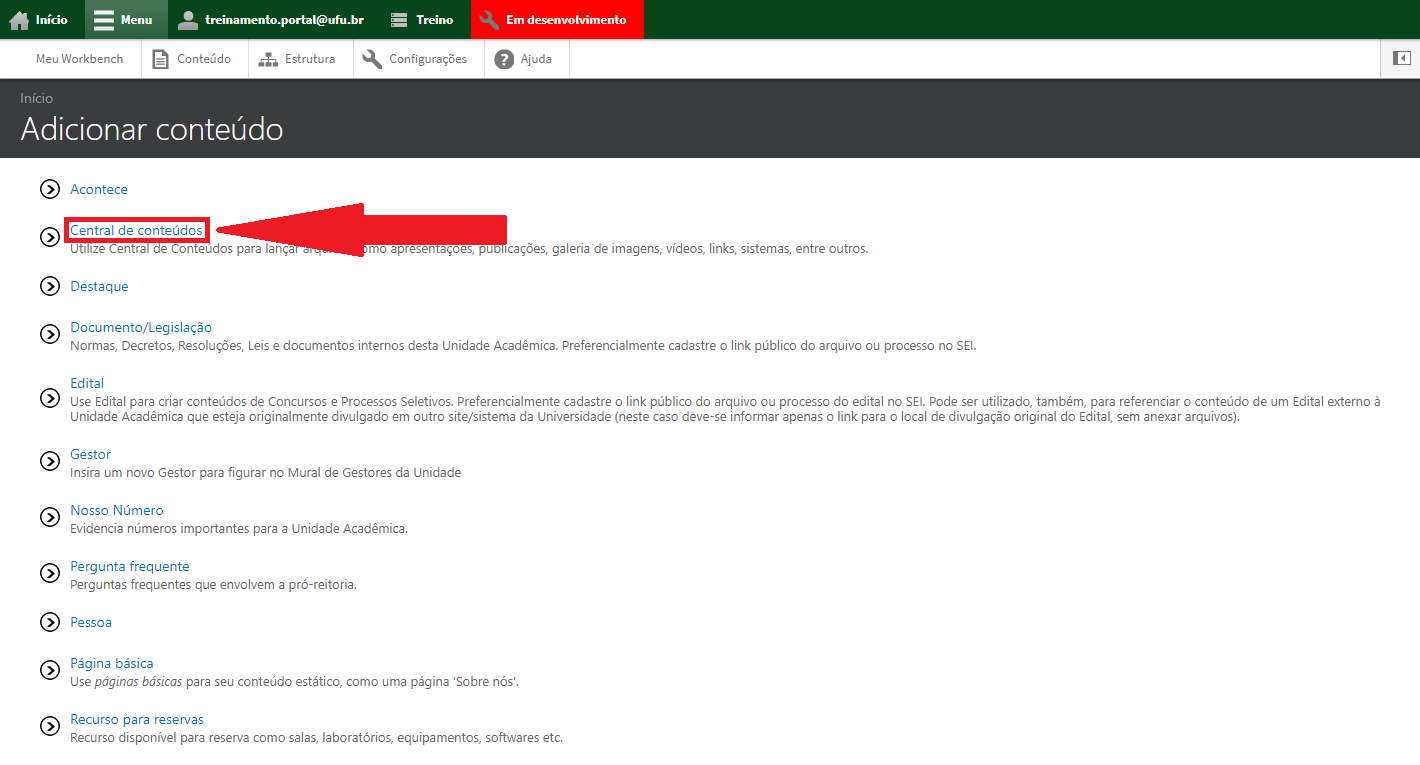 Início Menu treinamento.portal@ufu.br Treino Em desenvolvimento
Meu Workbench Conteúdo Estrutura Configurações Ajuda
Início
Adicionar conteúdo
Acontece
Central de conteúdos
Utilize Central de Conteúdos para lançar como apresentações, publicações, galeria de imagens, vídeos, links, sistemas, entre outros.
Destaque
Documento/Legislação
Normas, Decretos, Resoluções, Leis e documentos internos desta Unidade Acadêmica. Preferencialmente cadastre o link público do arquivo ou processo no SEI.
Edital
Use Edital para criar conteúdos de Concursos e Processos Seletivos. Preferencialmente cadastre o link público do arquivo ou processo do edital no SEI. Pode ser utilizado, também, para referenciar o conteúdo de um Edital externo à
Unidade Acadêmica que esteja originalmente divulgado em outro site/sistema da Universidade (neste caso deve-se informar apenas o link para o local de divulgação original do Edital, sem anexar arquivos).
Gestor
Insira um novo Gestor para figurar no Mural de Gestores da Unidade
Nosso Número
Evidencia números importantes para a Unidade Acadêmica.
Pergunta frequente
Perguntas frequentes que envolvem a pró-reitoria.
Pessoa
Página básica
Use páginas básicas para seu conteúdo estático, como uma página 'Sobre nós'.
Recurso para reservas
Recurso disponível para reserva como salas, laboratórios, equipamentos, softwares etc.